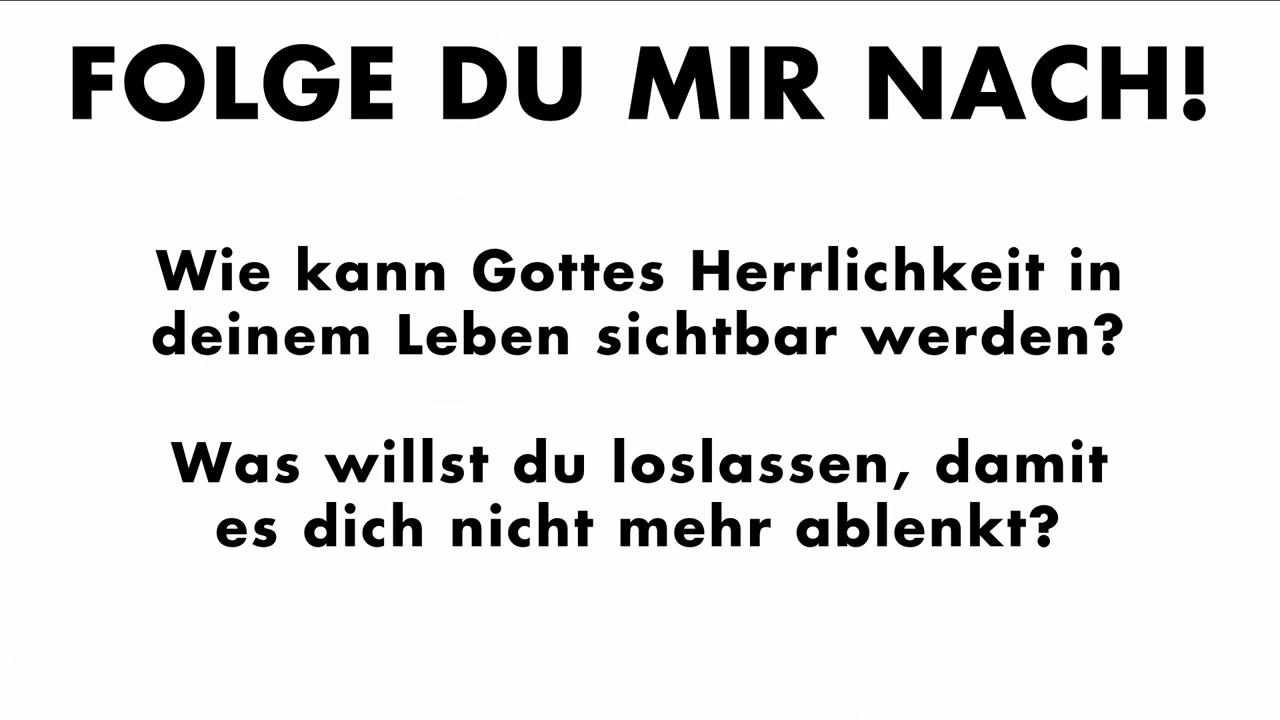 FOLGE DU MIR NACH!
Wie kann Gottes Herrlichkeit in
deinem Leben sichtbar werden?
Was willst du loslassen, damit
es dich nicht mehr ablenkt?